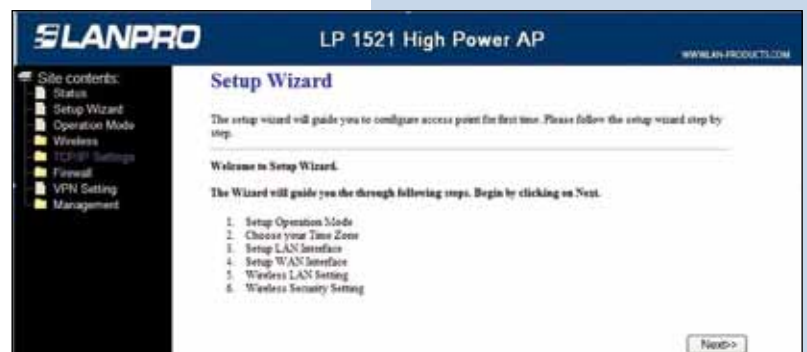 LANPRO
LP 1521 High Power AP
WWW.LAN-PRODUCTS.COM
Site contents:
Status
Setup Wizard
Operation Mode
Wireless
TCP/IP Settings
Firewall
VPN Setting
Management
Setup Wizard
The setup wizard will guide you to configure access point for first time. Please follow the setup wizard step by
step.
Welcome to Setup Wizard.
The Wizard will guide you the through following steps. Begin by clicking on Next.
1. Setup Operation Mode
2. Choose your Time Zone
3. Setup LAN Interface
4. Setup WAN Interface
5. Wireless LAN Setting
6. Wireless Security Setting
Next>>